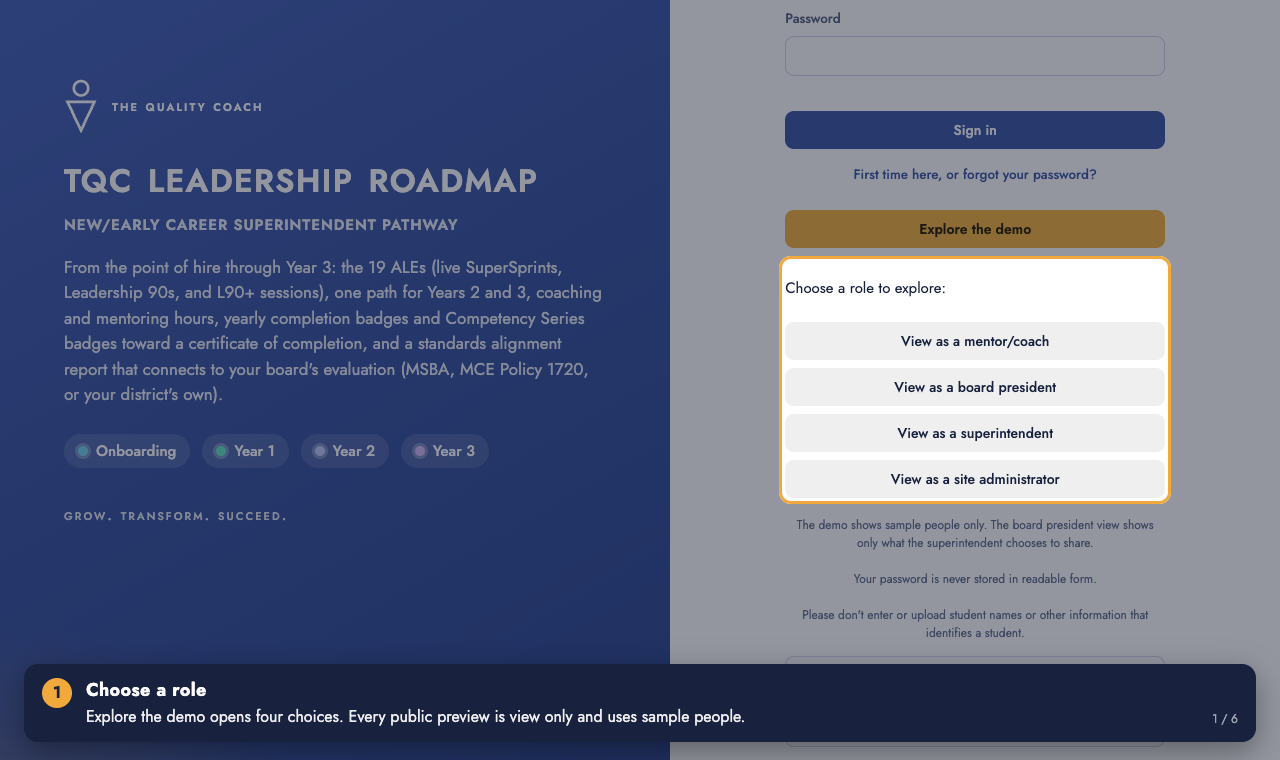 THE QUALITY COACH
TQC LEADERSHIP ROADMAP
NEW/EARLY CAREER SUPERINTENDENT PATHWAY
From the point of hire through Year 3: the 19 ALEs (live SuperSprints,
Leadership 90s, and L90+ sessions), one path for Years 2 and 3, coaching
and mentoring hours, yearly completion badges and Competency Series
badges toward a certificate of completion, and a standards alignment
report that connects to your board's evaluation (MSBA, MCE Policy 1720,
or your district's own).
Onboarding
Year 1
Year 2
Year 3
GROW. TRANSFORM. SUCCEED.
Password
Sign in
First time here, or forgot your password?
Explore the demo
Choose a role to explore:
View as a mentor/coach
View as a board president
View as a superintendent
View as a site administrator
The demo shows sample people only. The board president view shows
only what the superintendent chooses to share.
Your password is never stored in readable form.
Please don't enter or upload student names or other information that
identifies a student.
1
Choose a role
Explore the demo opens four choices. Every public preview is view only and uses sample people.
1 / 6